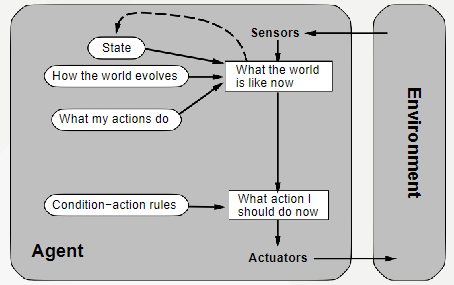 State
Sensors
How the world evolves
What the world
is like now
What my actions do
Environment
Condition−action rules
What action I
should do now
Agent
Actuators